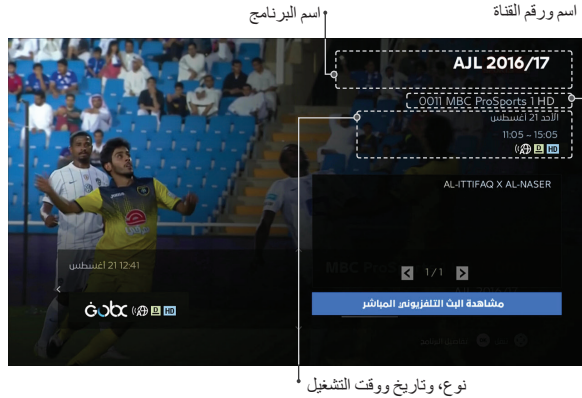 اسم ورقم القناة
اسم البرنامج
AJL 2016/17
0011 MBC ProSports 1 HD
الأحد 21 أغسطس
11:05 ~ 15:05
HD
AL-ITTIFAQ X AL-NASER
12:41 21 أغسطس
1/1
gobx
HD
مشاهدة البث التلفزيوني المباشر
نوع، وتاريخ ووقت التشغيل